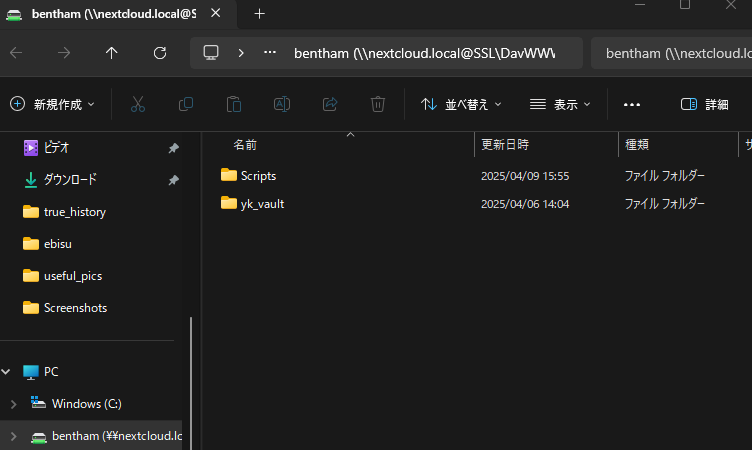 bentham (\\nextcloud.local@S
bentham (\\nextcloud.local@SSL\DavWWW
bentham (\\nextcloud.loc
新規作成
並べ替え
表示
詳細
名前
更新日時
種類
サ
ビデオ
ダウンロード
true_history
ebisu
useful_pics
Screenshots
PC
Windows (C:)
bentham (¥¥nextcloud.lo
Scripts
2025/04/09 15:55
ファイル フォルダー
yk_vault
2025/04/06 14:04
ファイル フォルダー